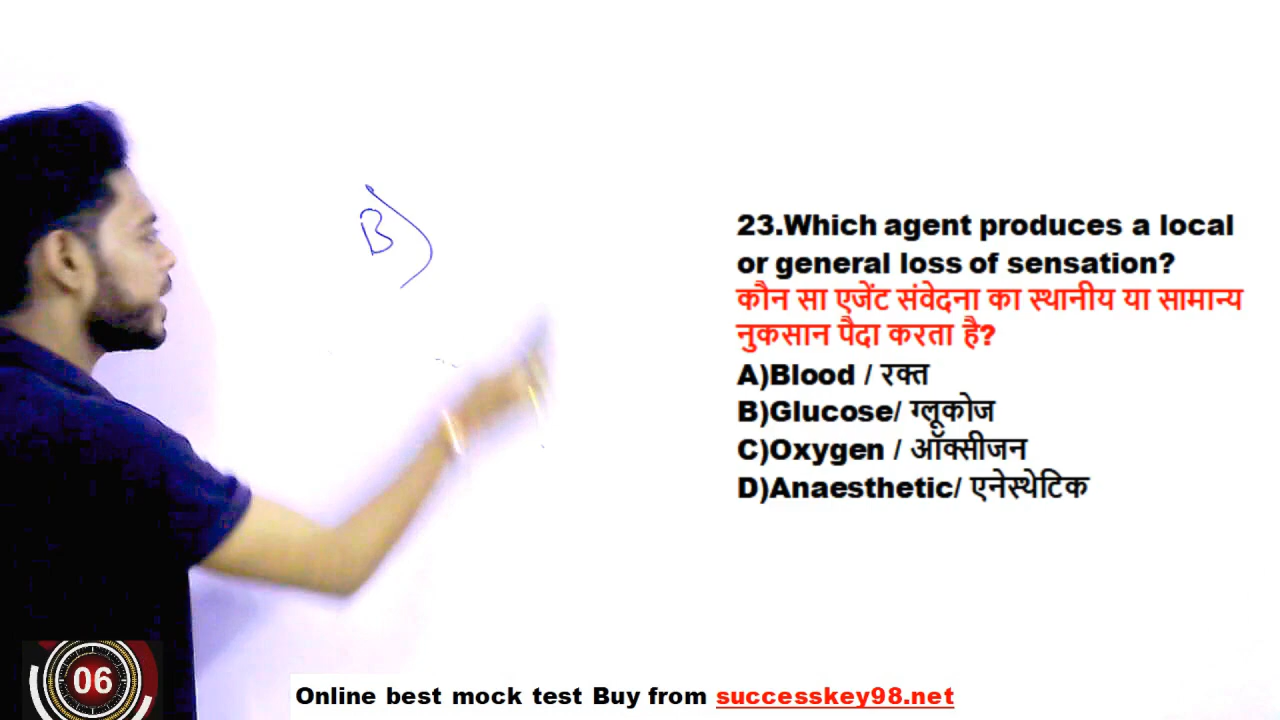 B)
23.Which agent produces a local
or general loss of sensation?
कौन सा एजेंट संवेदना का स्थानीय या सामान्य
नुकसान पैदा करता है?
A)Blood / रक्त
B)Glucose/ ग्लूकोज
C)Oxygen / ऑक्सीजन
D)Anaesthetic/ एनेस्थेटिक
06
Online best mock test Buy from successkey98.net